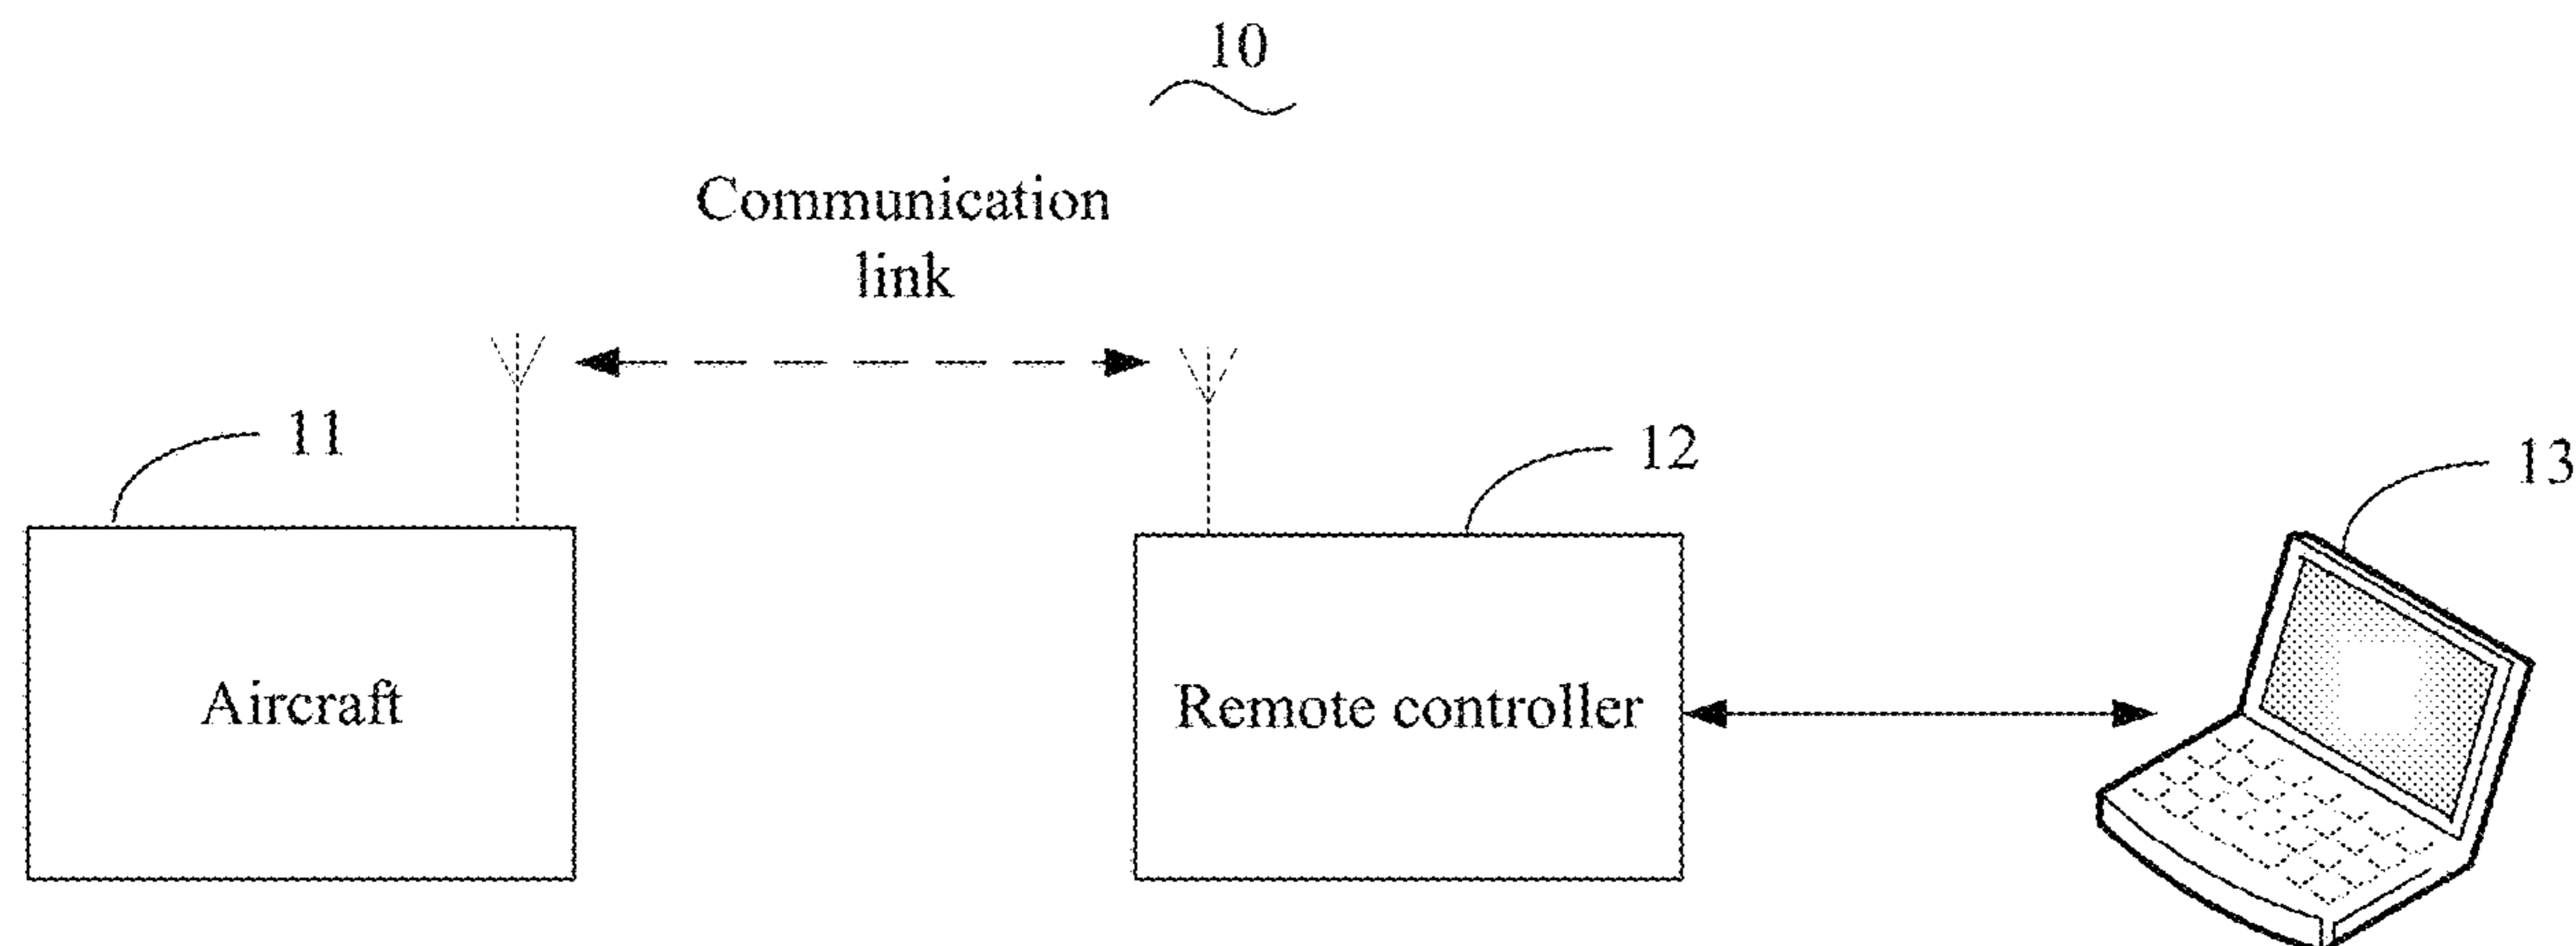 10
Communication
link
11
12
13
Aircraft
Remote controller